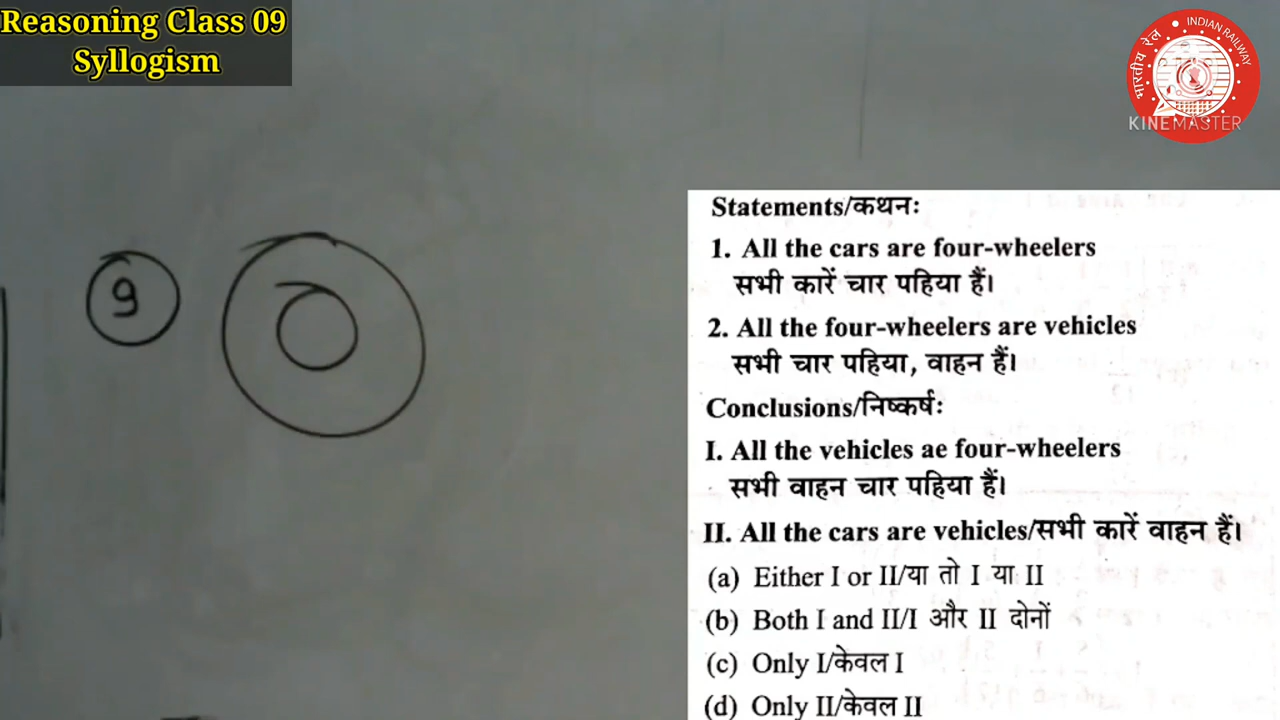 Reasoning Class 09
Syllogism
भारतीय रेल
INDIAN RAILWAY
KINEMASTER
9
Statements/कथनः
1. All the cars are four-wheelers
सभी कारें चार पहिया हैं।
2. All the four-wheelers are vehicles
सभी चार पहिया, वाहन हैं।
Conclusions/निष्कर्षः
I. All the vehicles ae four-wheelers
सभी वाहन चार पहिया हैं।
II. All the cars are vehicles/सभी कारें वाहन हैं।
(a) Either I or II/या तो I या II
(b) Both I and II/I और II दोनों
(c) Only I/केवल I
(d) Only II/केवल II